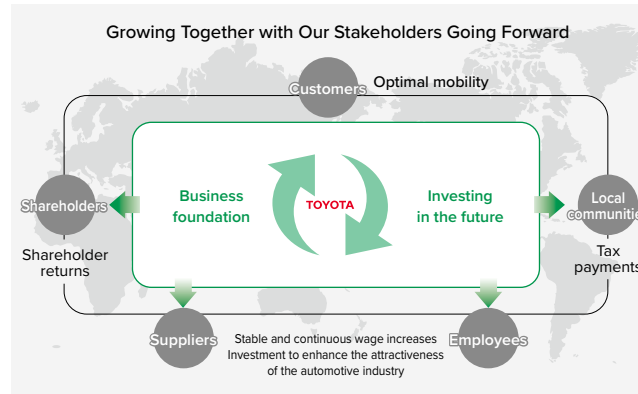 Growing Together with Our Stakeholders Going Forward
Customers
Optimal mobility
Shareholders
Shareholder
returns
Business
foundation
TOYOTA
Investing
in the future
Local
communities
Tax
payments
Suppliers
Stable and continuous wage increases
Investment to enhance the attractiveness
of the automotive industry
Employees